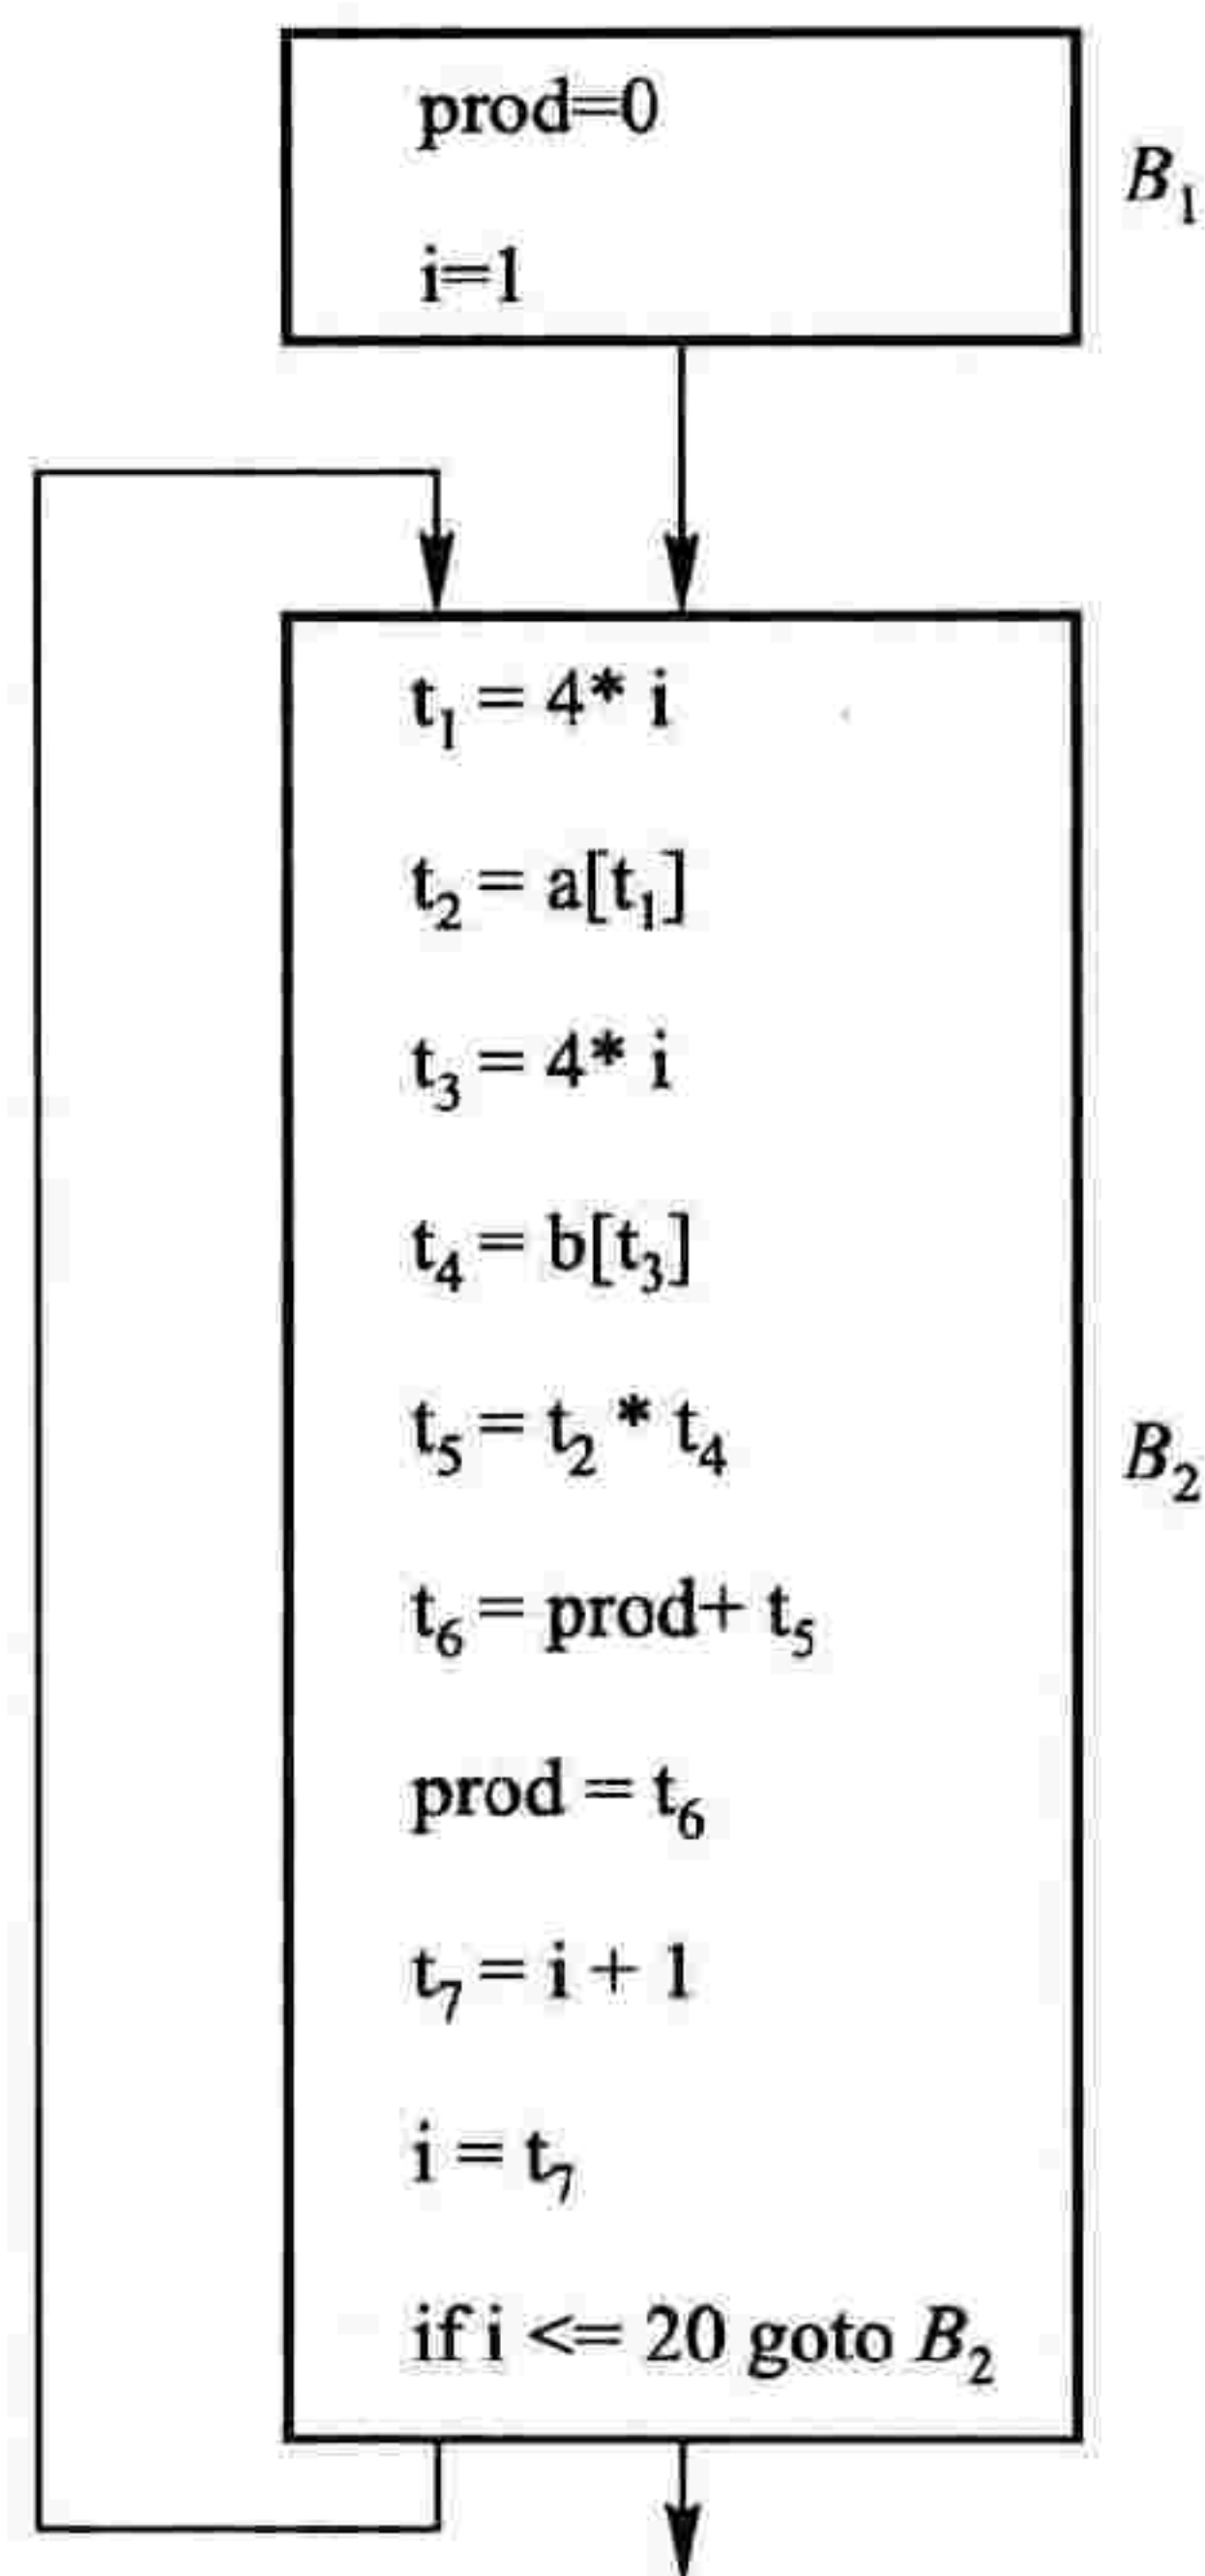 prod=0
i=1
B₁
t₁ = 4* i
t₂ = a[t₁]
t₃ = 4* i
t₄ = b[t₃]
t₅ = t₂ * t₄
B₂
t₆ = prod+ t₅
prod = t₆
t₇ = i + 1
i = t₇
if i <= 20 goto B₂